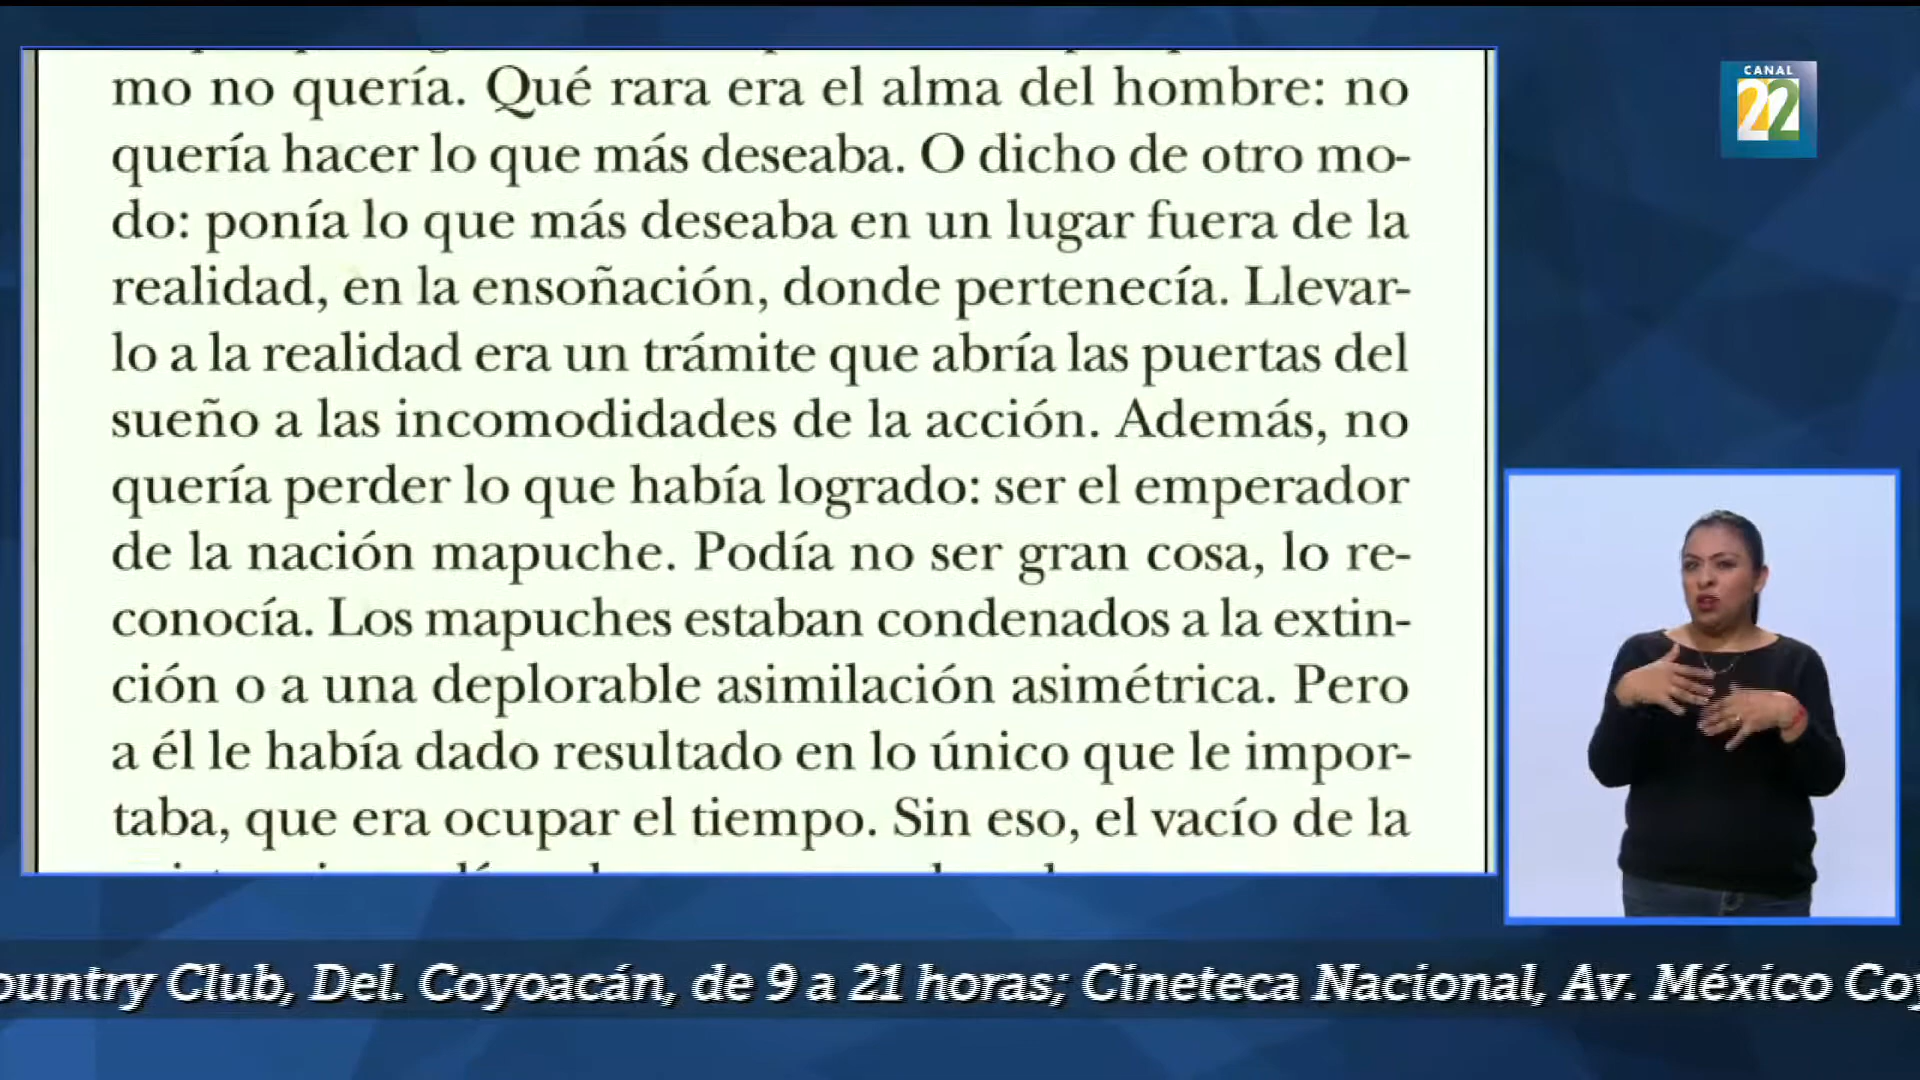 mo no quería. Qué rara era el alma del hombre: no
quería hacer lo que más deseaba. O dicho de otro mo-
do: ponía lo que más deseaba en un lugar fuera de la
realidad, en la ensoñación, donde pertenecía. Llevar-
lo a la realidad era un trámite que abría las puertas del
sueño a las incomodidades de la acción. Además, no
quería perder lo que había logrado: ser el emperador
de la nación mapuche. Podía no ser gran cosa, lo re-
conocía. Los mapuches estaban condenados a la extin-
ción o a una deplorable asimilación asimétrica. Pero
a él le había dado resultado en lo único que le impor-
taba, que era ocupar el tiempo. Sin eso, el vacío de la
CANAL
22
ountry Club, Del. Coyoacán, de 9 a 21 horas; Cineteca Nacional, Av. México Coy